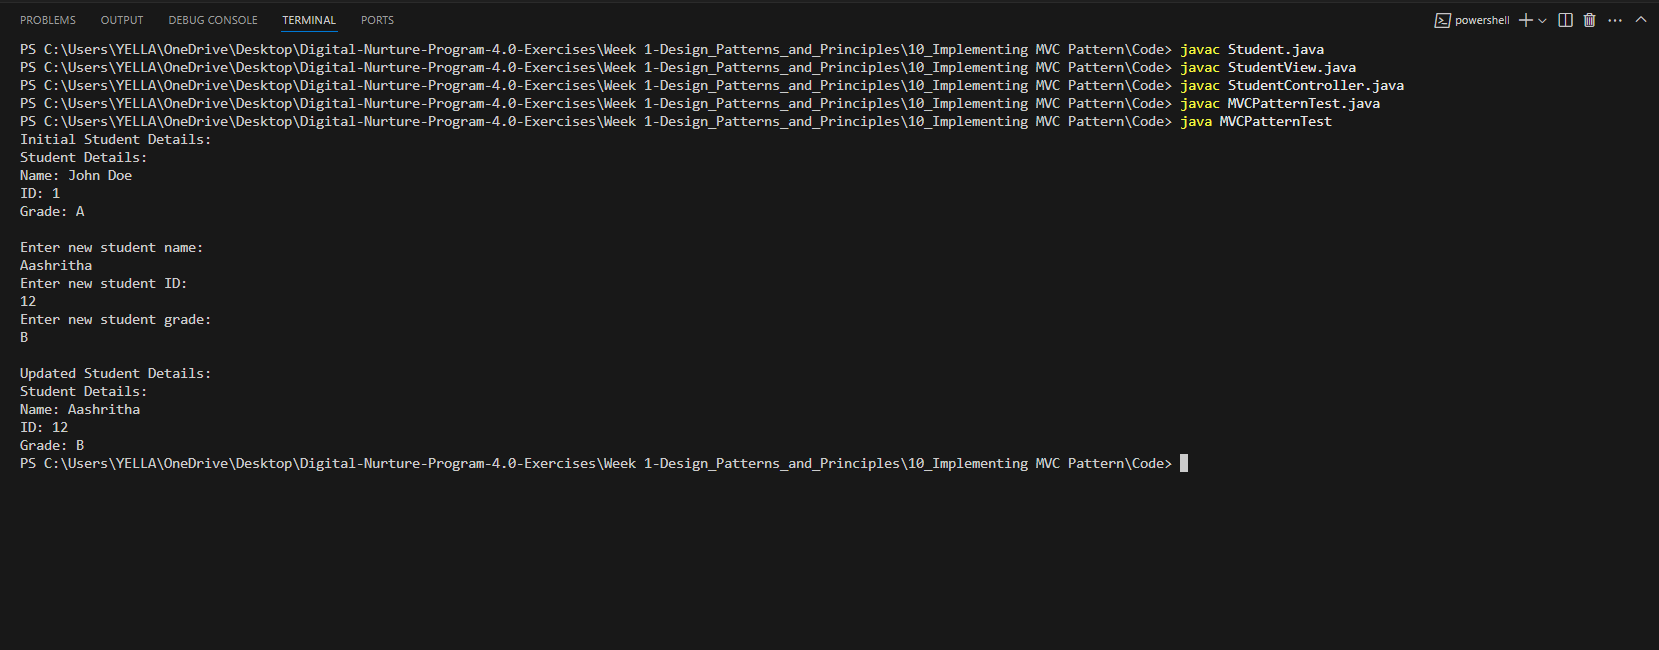 PROBLEMS OUTPUT DEBUG CONSOLE TERMINAL PORTS powershell
PS C:\Users\YELLA\OneDrive\Desktop\Digital-Nurture-Program-4.0-Exercises\Week 1-Design_Patterns_and_Principles\10_Implementing MVC Pattern\Code> javac Student.java
PS C:\Users\YELLA\OneDrive\Desktop\Digital-Nurture-Program-4.0-Exercises\Week 1-Design_Patterns_and_Principles\10_Implementing MVC Pattern\Code> javac StudentView.java
PS C:\Users\YELLA\OneDrive\Desktop\Digital-Nurture-Program-4.0-Exercises\Week 1-Design_Patterns_and_Principles\10_Implementing MVC Pattern\Code> javac StudentController.java
PS C:\Users\YELLA\OneDrive\Desktop\Digital-Nurture-Program-4.0-Exercises\Week 1-Design_Patterns_and_Principles\10_Implementing MVC Pattern\Code> javac MVCPatternTest.java
PS C:\Users\YELLA\OneDrive\Desktop\Digital-Nurture-Program-4.0-Exercises\Week 1-Design_Patterns_and_Principles\10_Implementing MVC Pattern\Code> java MVCPatternTest
Initial Student Details:
Student Details:
Name: John Doe
ID: 1
Grade: A
Enter new student name:
Aashritha
Enter new student ID:
12
Enter new student grade:
B
Updated Student Details:
Student Details:
Name: Aashritha
ID: 12
Grade: B
PS C:\Users\YELLA\OneDrive\Desktop\Digital-Nurture-Program-4.0-Exercises\Week 1-Design_Patterns_and_Principles\10_Implementing MVC Pattern\Code>